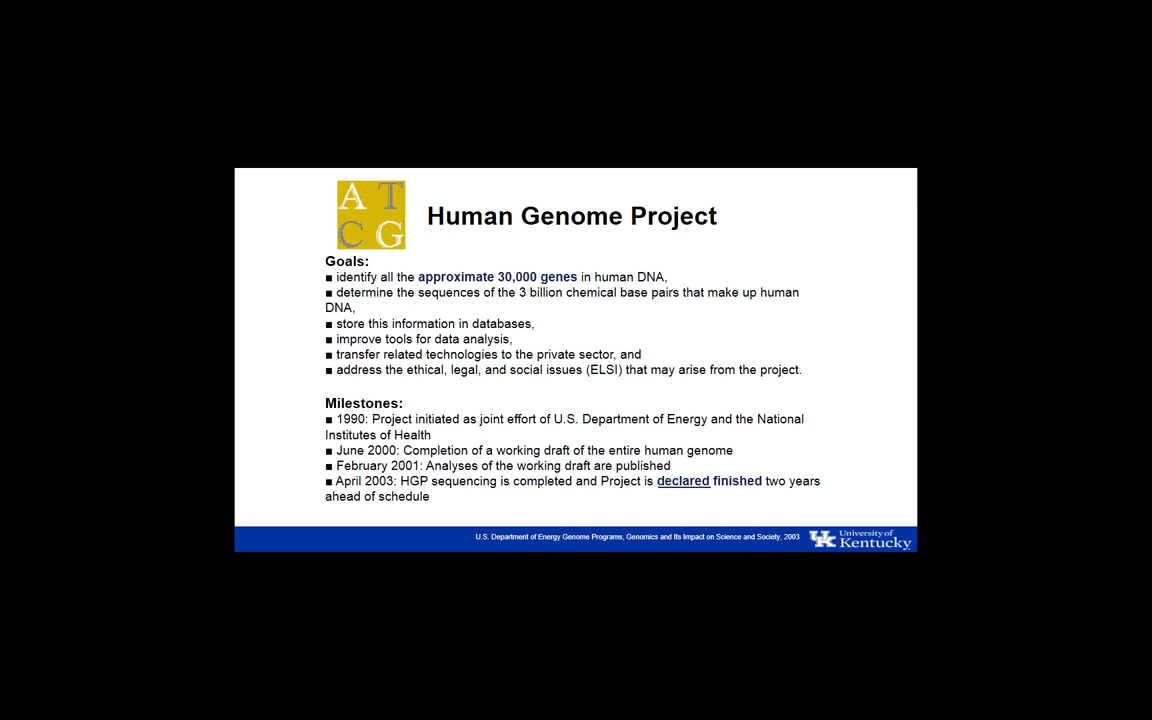 A T
C G
Human Genome Project
Goals:
■ identify all the approximate 30,000 genes in human DNA,
■ determine the sequences of the 3 billion chemical base pairs that make up human
DNA,
■ store this information in databases,
■ improve tools for data analysis,
■ transfer related technologies to the private sector, and
■ address the ethical, legal, and social issues (ELSI) that may arise from the project.
Milestones:
■ 1990: Project initiated as joint effort of U.S. Department of Energy and the National
Institutes of Health
■ June 2000: Completion of a working draft of the entire human genome
■ February 2001: Analyses of the working draft are published
■ April 2003: HGP sequencing is completed and Project is declared finished two years
ahead of schedule
U.S. Department of Energy Genome Programs, Genomics and Its Impact on Science and Society, 2003
UK University of
Kentucky